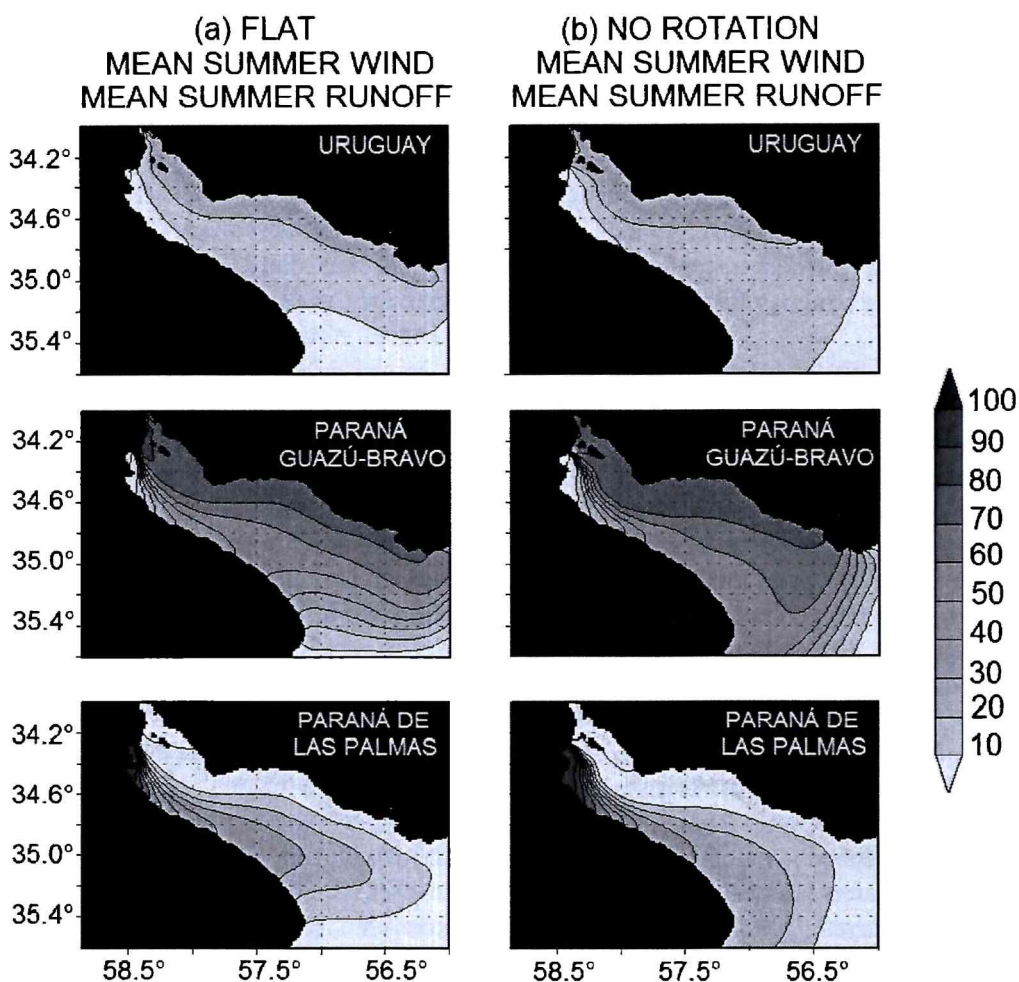 (a) FLAT
MEAN SUMMER WIND
MEAN SUMMER RUNOFF
(b) NO ROTATION
MEAN SUMMER WIND
MEAN SUMMER RUNOFF
URUGUAY
URUGUAY
34.2°
34.6°
35.0°
35.4°
PARANÁ
GUAZÚ-BRAVO
PARANÁ
GUAZÚ-BRAVO
34.2°
34.6°
35.0°
35.4°
PARANÁ DE
LAS PALMAS
PARANÁ DE
LAS PALMAS
34.2°
34.6°
35.0°
35.4°
58.5°
57.5°
56.5°
58.5°
57.5°
56.5°
100
90
80
70
60
50
40
30
20
10